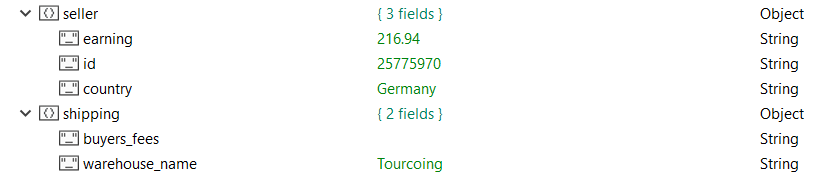 seller { 3 fields } Object
"_" earning 216.94 String
"_" id 25775970 String
"_" country Germany String
shipping { 2 fields } Object
"_" buyers_fees String
"_" warehouse_name Tourcoing String